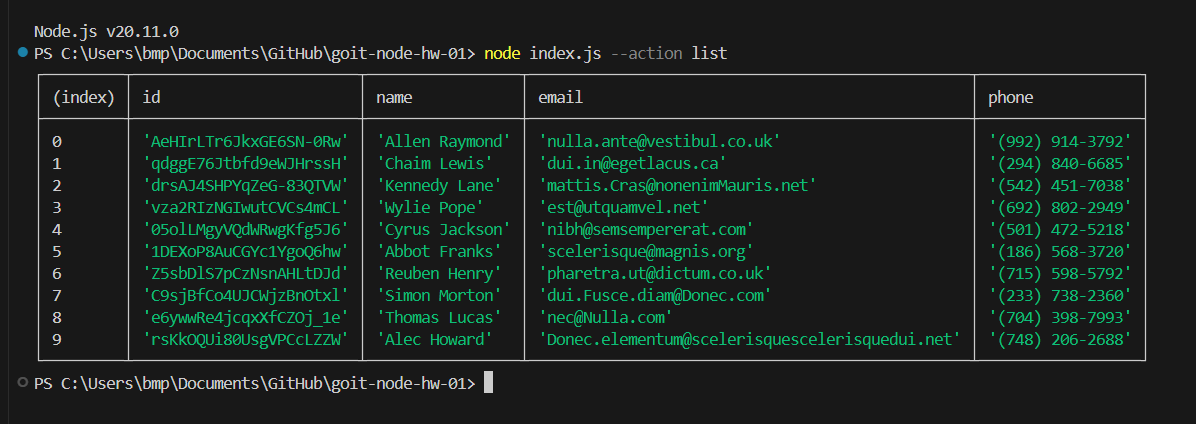 Node.js v20.11.0
PS C:\Users\bmp\Documents\GitHub\goit-node-hw-01> node index.js --action list
(index) id name email phone
0 'AeHIrLTr6JkxGE6SN-0Rw' 'Allen Raymond' 'nulla.ante@vestibul.co.uk' '(992) 914-3792'
1 'qdggE76Jtbfd9eWJHrssH' 'Chaim Lewis' 'dui.in@egetlacus.ca' '(294) 840-6685'
2 'drsAJ4SHPYqZeG-83QTVW' 'Kennedy Lane' 'mattis.Cras@nonenimMauris.net' '(542) 451-7038'
3 'vza2RIzNGIwutCVCs4mCL' 'Wylie Pope' 'est@utquamvel.net' '(692) 802-2949'
4 '05olLMgyVQdWRwgKfg5J6' 'Cyrus Jackson' 'nibh@semsempererat.com' '(501) 472-5218'
5 '1DEXoP8AuCGYc1YgoQ6hw' 'Abbot Franks' 'scelerisque@magnis.org' '(186) 568-3720'
6 'Z5sbDlS7pCzNsnAHLtDJd' 'Reuben Henry' 'pharetra.ut@dictum.co.uk' '(715) 598-5792'
7 'C9sjBfCo4UJCWjzBnOtxl' 'Simon Morton' 'dui.Fusce.diam@Donec.com' '(233) 738-2360'
8 'e6ywwRe4jcqxXfCZOj_1e' 'Thomas Lucas' 'nec@Nulla.com' '(704) 398-7993'
9 'rsKkOQUi80UsgVPCcLZZW' 'Alec Howard' 'Donec.elementum@scelerisquescelerisquedui.net' '(748) 206-2688'
PS C:\Users\bmp\Documents\GitHub\goit-node-hw-01>